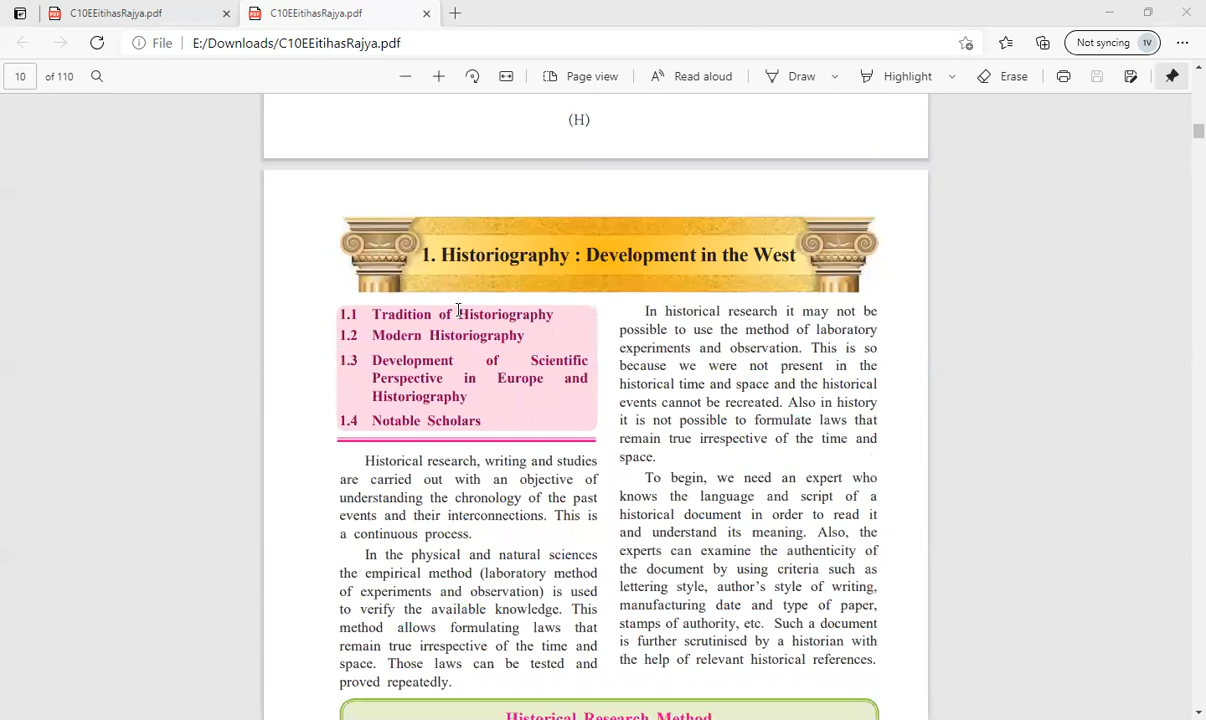 C10EEitihasRajya.pdf
C10EEitihasRajya.pdf
File
E:/Downloads/C10EEitihasRajya.pdf
Not syncing
1V
10
of 110
Page view
Read aloud
Draw
Highlight
Erase
(H)
1. Historiography : Development in the West
1.1 Tradition of Historiography
1.2 Modern Historiography
1.3 Development of Scientific
Perspective in Europe and
Historiography
1.4 Notable Scholars
Historical research, writing and studies
are carried out with an objective of
understanding the chronology of the past
events and their interconnections. This is
a continuous process.
In the physical and natural sciences
the empirical method (laboratory method
of experiments and observation) is used
to verify the available knowledge. This
method allows formulating laws that
remain true irrespective of the time and
space. Those laws can be tested and
proved repeatedly.
In historical research it may not be
possible to use the method of laboratory
experiments and observation. This is so
because we were not present in the
historical time and space and the historical
events cannot be recreated. Also in history
it is not possible to formulate laws that
remain true irrespective of the time and
space.
To begin, we need an expert who
knows the language and script of a
historical document in order to read it
and understand its meaning. Also, the
experts can examine the authenticity of
the document by using criteria such as
lettering style, author's style of writing,
manufacturing date and type of paper,
stamps of authority, etc. Such a document
is further scrutinised by a historian with
the help of relevant historical references.
Historical Research Method